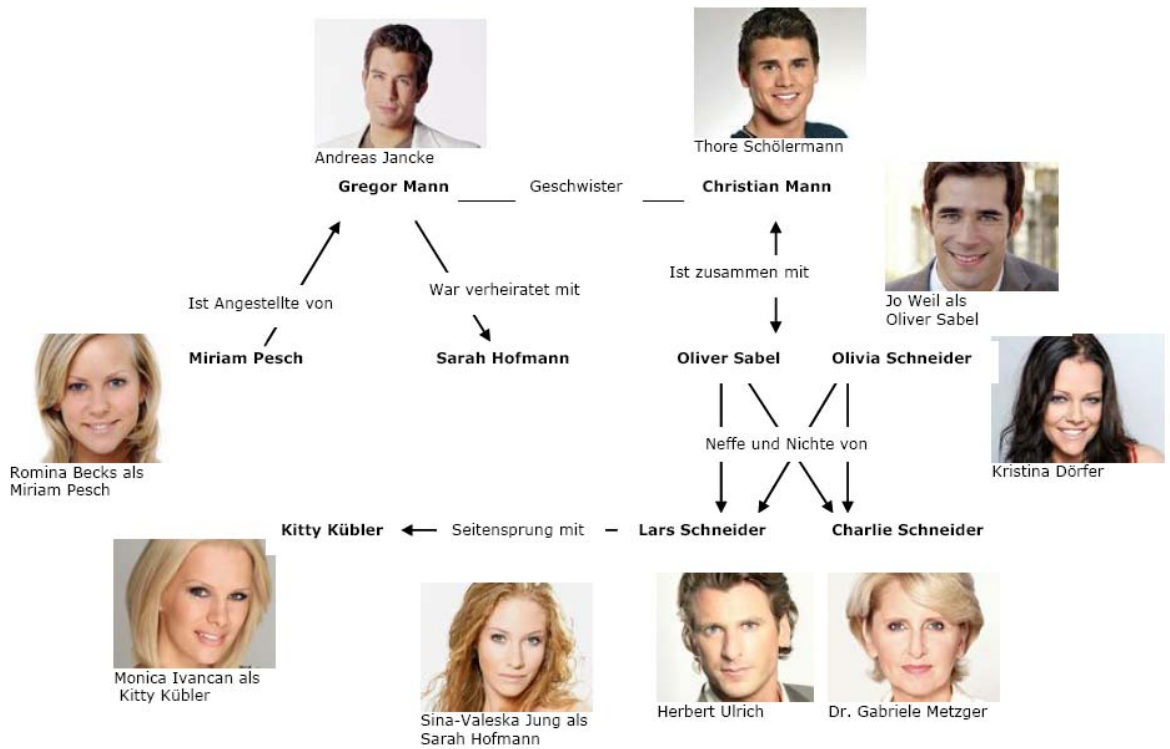 Andreas Jancke
Thore Schölermann
Gregor Mann
Geschwister
Christian Mann
Ist zusammen mit
Jo Weil als
Oliver Sabel
Ist Angestellte von
War verheiratet mit
Miriam Pesch
Sarah Hofmann
Oliver Sabel
Olivia Schneider
Neffe und Nichte von
Romina Becks als
Miriam Pesch
Kristina Dörfer
Kitty Kübler
Seitensprung mit
Lars Schneider
Charlie Schneider
Monica Ivancan als
Kitty Kübler
Sina-Valeska Jung als
Sarah Hofmann
Herbert Ulrich
Dr. Gabriele Metzger